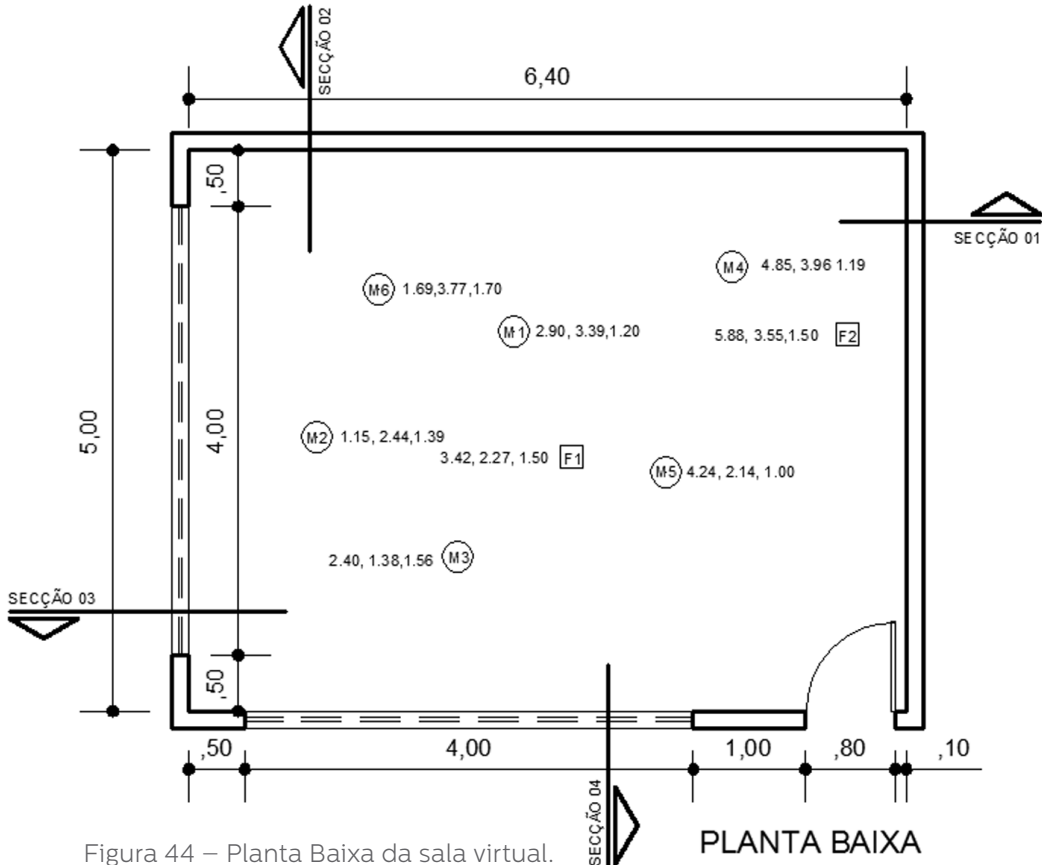 SECÇÃO 02
6,40
,50
SECÇÃO 01
M4 4.85, 3.96 1.19
M6 1.69,3.77,1.70
M1 2.90, 3.39,1.20
5.88, 3.55,1.50 F2
5,00
4,00
M2 1.15, 2.44,1.39
3.42, 2.27, 1.50 F1
M5 4.24, 2.14, 1.00
2.40, 1.38,1.56 M3
SECÇÃO 03
,50
,50
4,00
1,00
,80
,10
SECÇÃO 04
PLANTA BAIXA
Figura 44 – Planta Baixa da sala virtual.